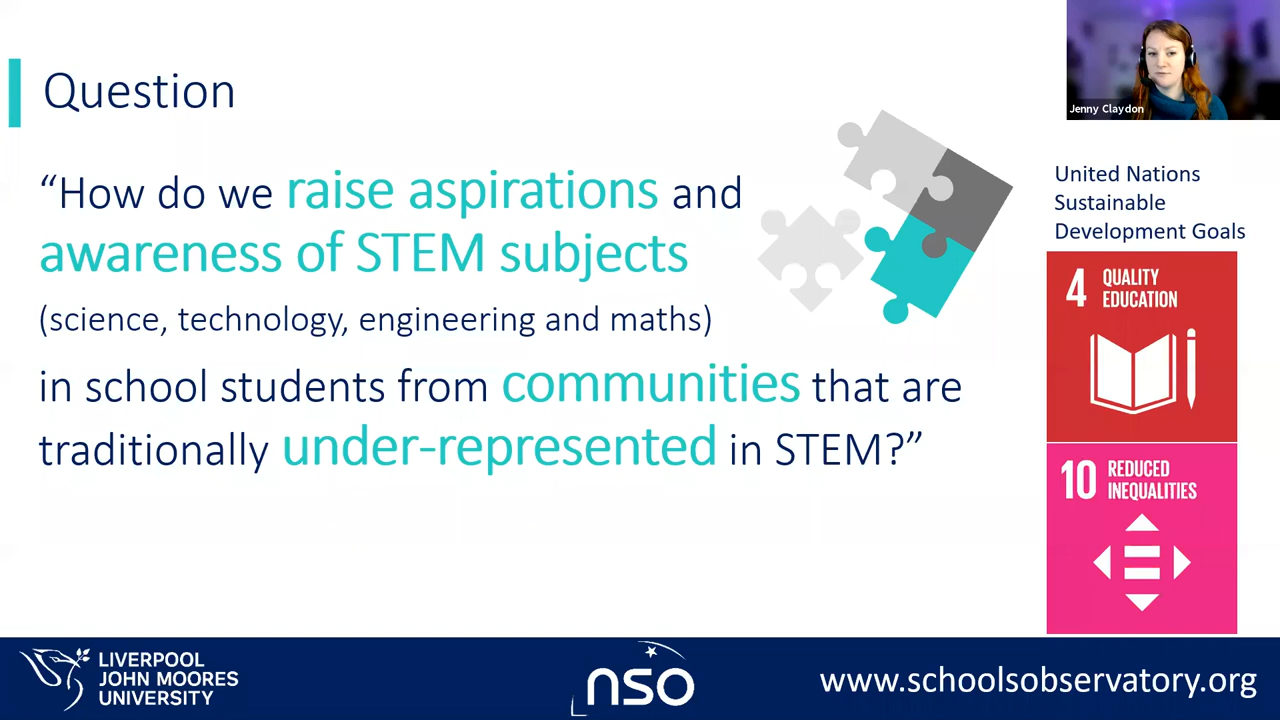 Question
“How do we raise aspirations and
awareness of STEM subjects
(science, technology, engineering and maths)
in school students from communities that are
traditionally under-represented in STEM?”
Jenny Claydon
United Nations
Sustainable
Development Goals
4 QUALITY
EDUCATION
10 REDUCED
INEQUALITIES
LIVERPOOL
JOHN MOORES
UNIVERSITY
nso
www.schoolsobservatory.org